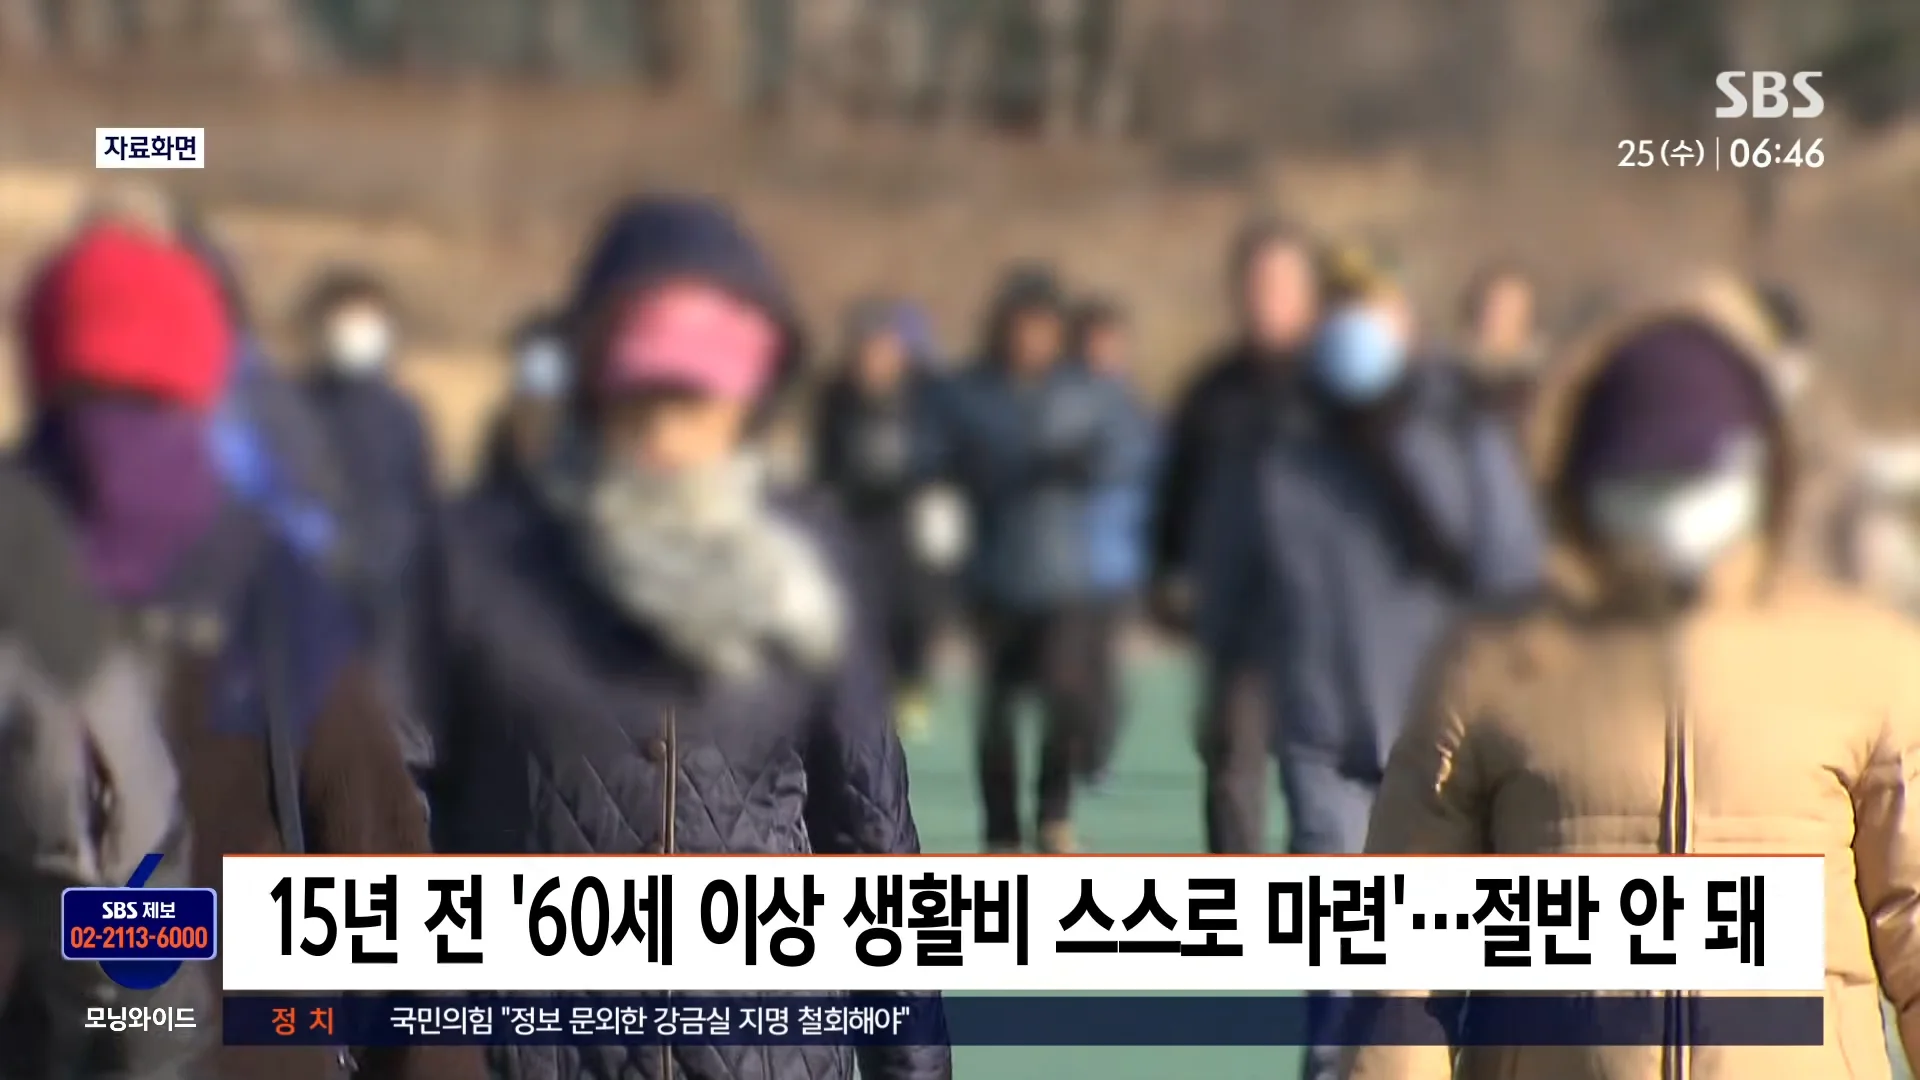 SBS
자료화면
25(수) | 06:46
15년 전 '60세 이상 생활비 스스로 마련'…절반 안 돼
SBS 제보
02-2113-6000
모닝와이드
정치 국민의힘 "정보 문외한 강금실 지명 철회해야"